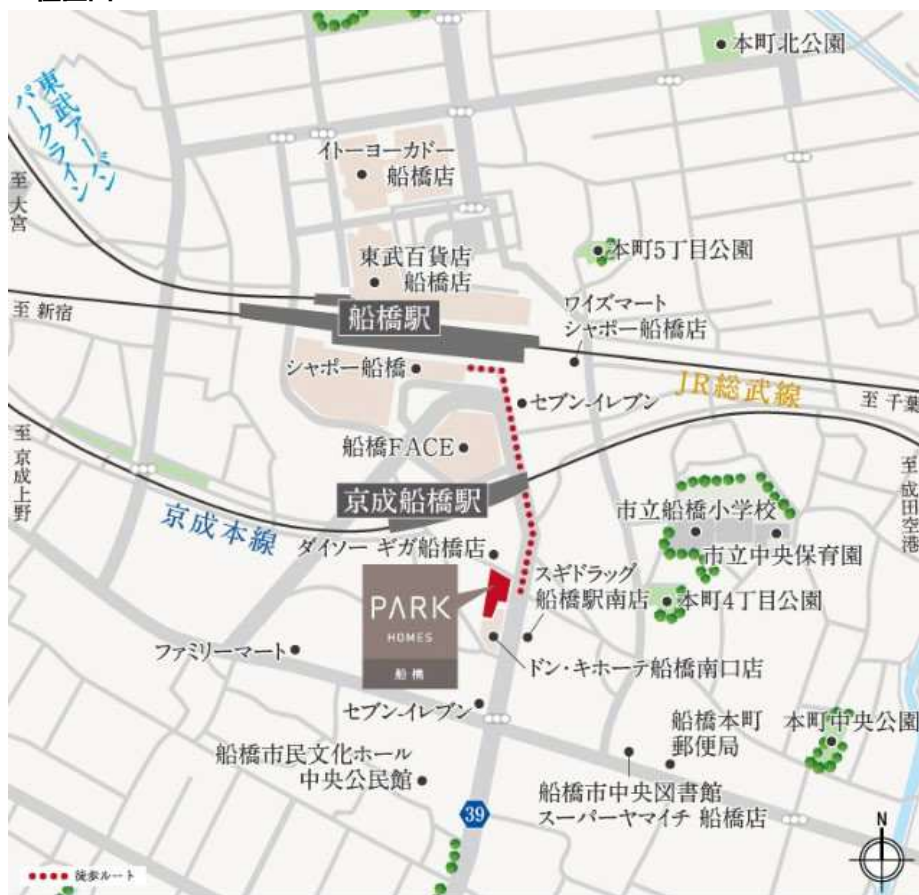 本町北公園
東武アーバン
パークライン
イトーヨーカドー
船橋店
至 大宮
東武百貨店
船橋店
本町5丁目公園
至 新宿
船橋駅
ワイズマート
シャポー船橋店
シャポー船橋
JR総武線
至 千葉
セブン-イレブン
至 京成上野
船橋FACE
至 成田空港
京成船橋駅
京成本線
市立船橋小学校
ダイソー ギガ船橋店
市立中央保育園
スギドラッグ
船橋駅南店
本町4丁目公園
PARK
HOMES
船橋
ファミリーマート
ドン・キホーテ船橋南口店
セブン-イレブン
船橋本町
郵便局
本町中央公園
船橋市民文化ホール
中央公民館
船橋市中央図書館
スーパーヤマイチ 船橋店
39
N
徒歩ルート